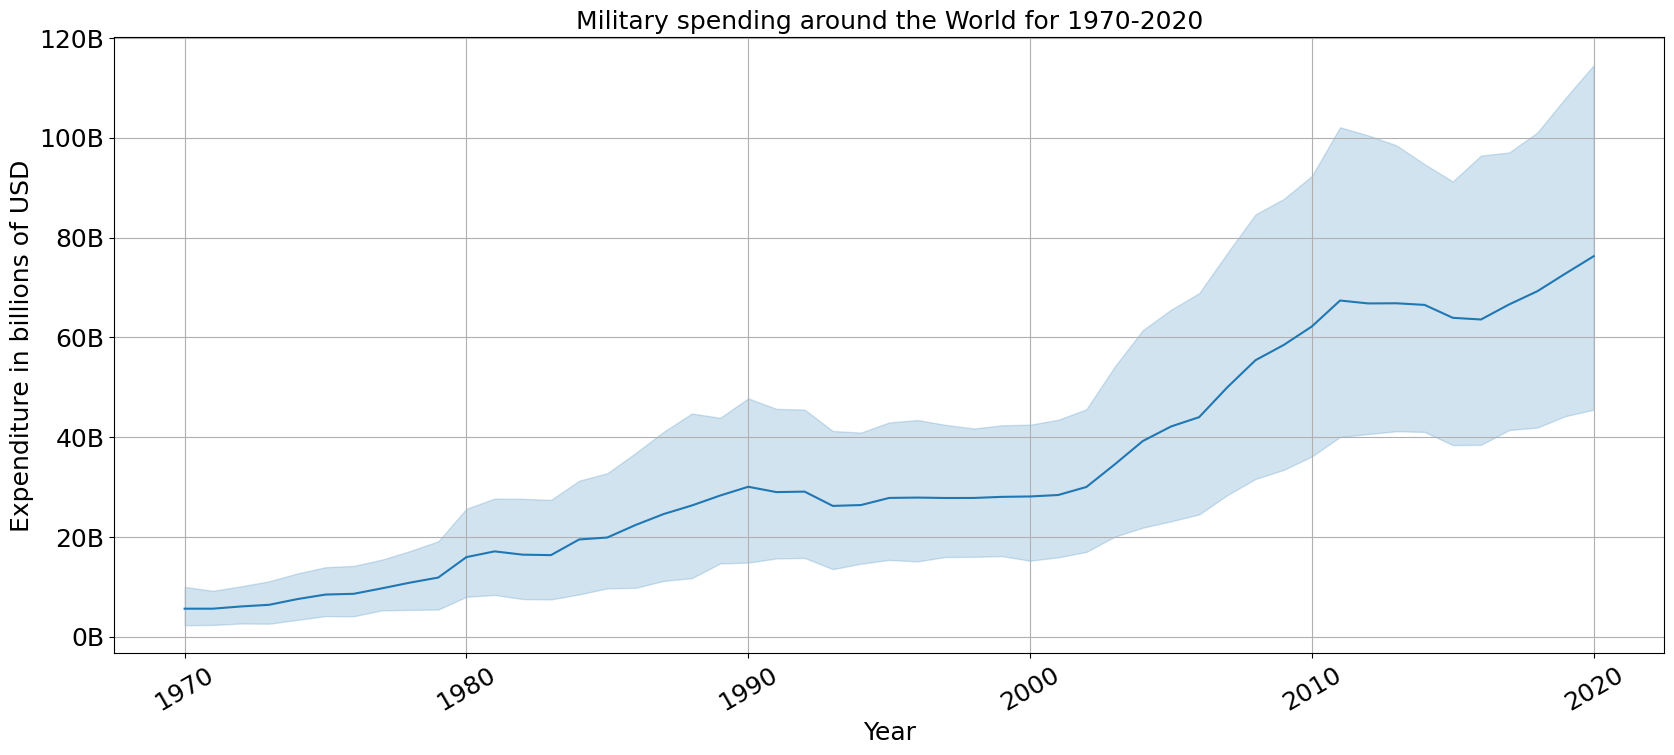 Military spending around the World for 1970-2020
Expenditure in billions of USD
120B
100B
80B
60B
40B
20B
0B
1970
1980
1990
2000
2010
2020
Year